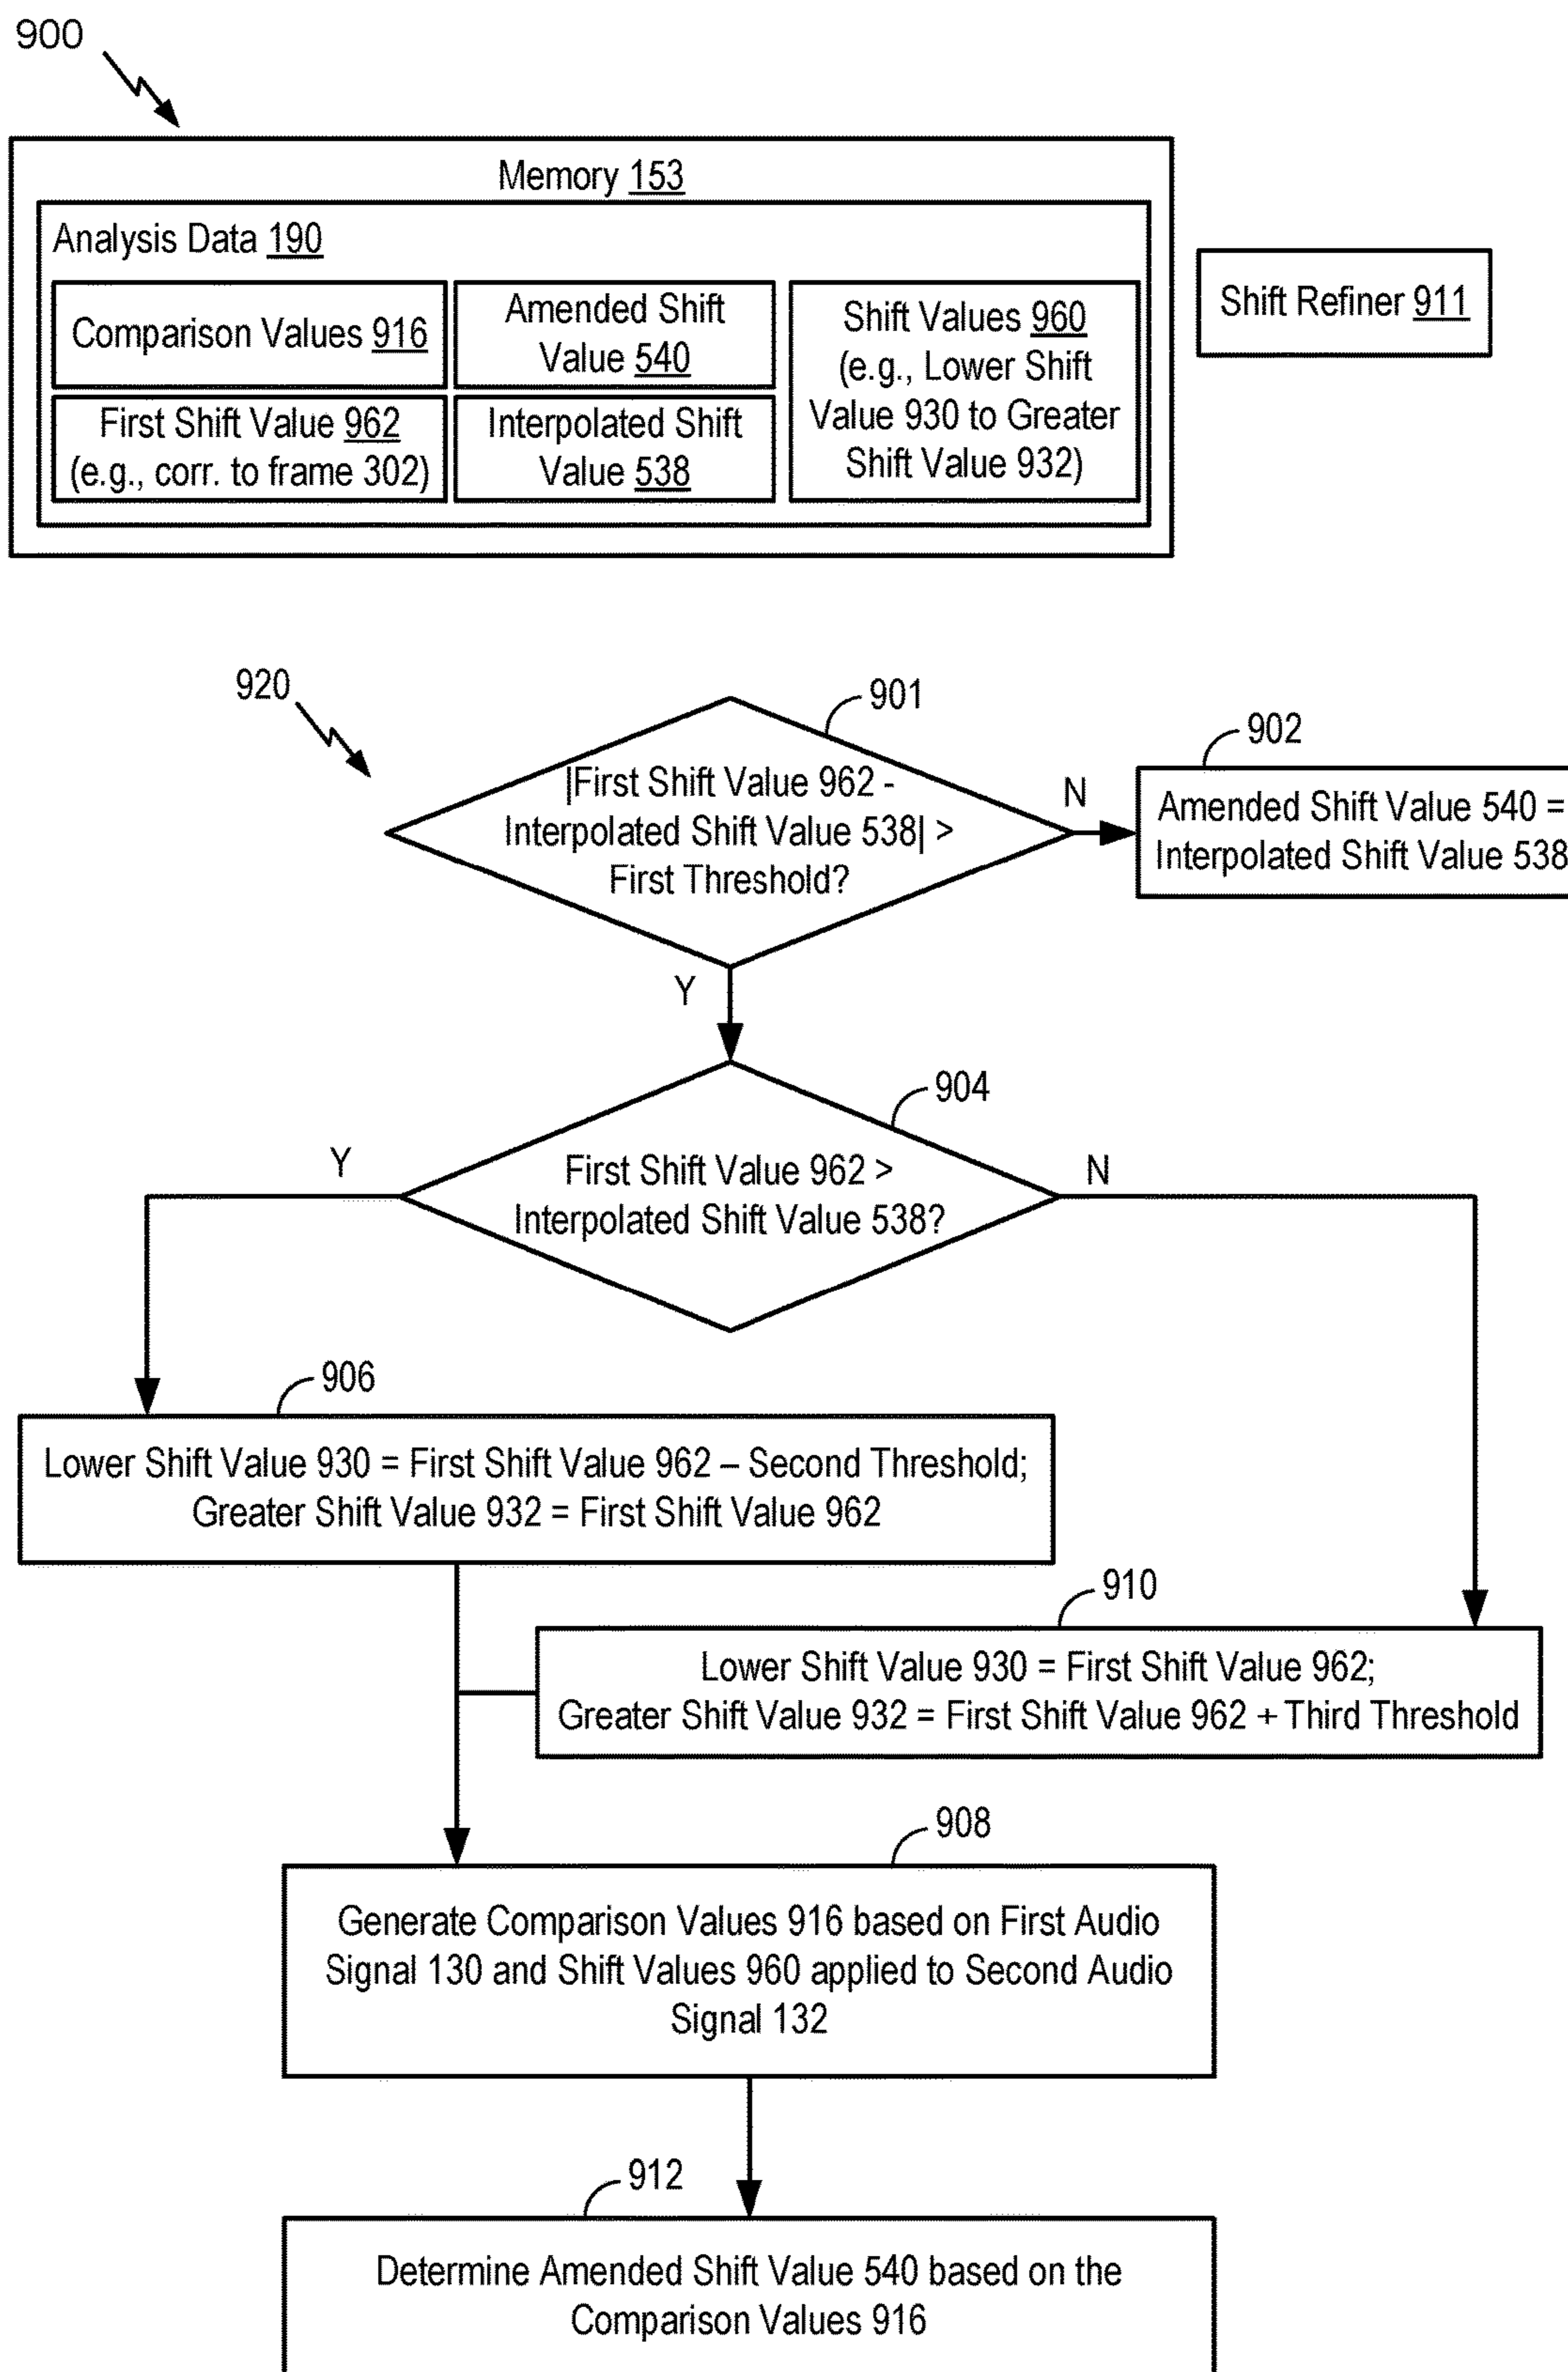 900
Memory 153
Analysis Data 190
Comparison Values 916
Amended Shift
Value 540
Shift Values 960
(e.g., Lower Shift
Value 930 to Greater
Shift Value 932)
First Shift Value 962
(e.g., corr. to frame 302)
Interpolated Shift
Value 538
Shift Refiner 911
920
901
|First Shift Value 962 -
Interpolated Shift Value 538| >
First Threshold?
N
902
Amended Shift Value 540 =
Interpolated Shift Value 538
Y
904
First Shift Value 962 >
Interpolated Shift Value 538?
Y
N
906
Lower Shift Value 930 = First Shift Value 962 – Second Threshold;
Greater Shift Value 932 = First Shift Value 962
910
Lower Shift Value 930 = First Shift Value 962;
Greater Shift Value 932 = First Shift Value 962 + Third Threshold
908
Generate Comparison Values 916 based on First Audio
Signal 130 and Shift Values 960 applied to Second Audio
Signal 132
912
Determine Amended Shift Value 540 based on the
Comparison Values 916